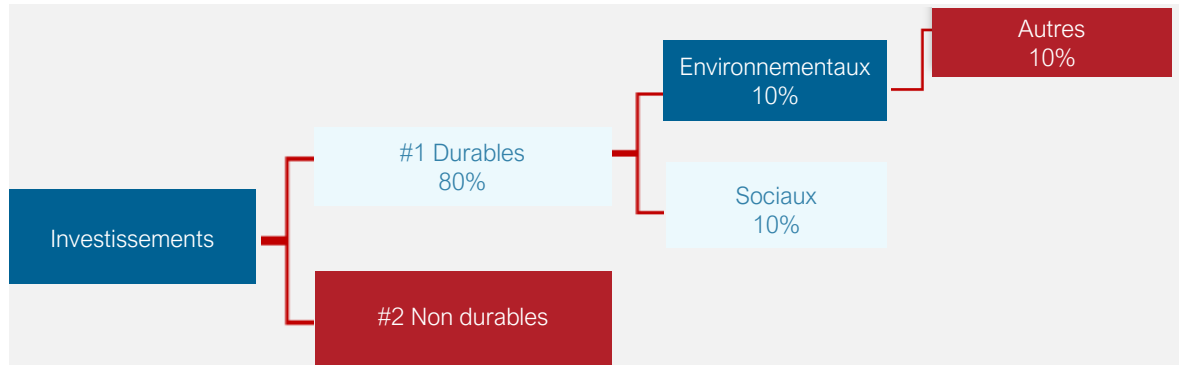 Autres
10%
Environnementaux
10%
#1 Durables
80%
Sociaux
10%
Investissements
#2 Non durables